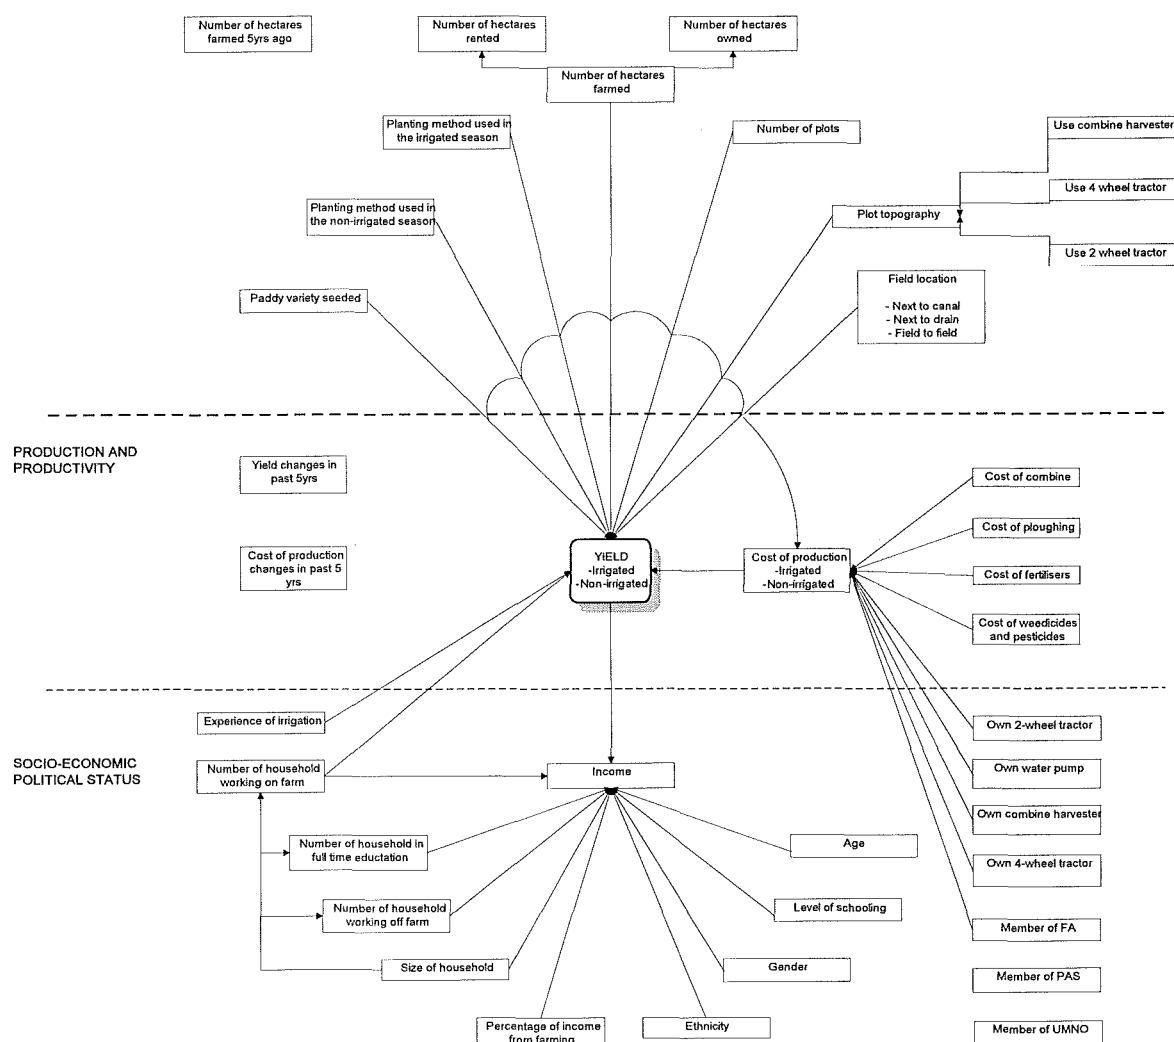 Number of hectares
farmed 5yrs ago
Number of hectares
rented
Number of hectares
owned
Number of hectares
farmed
Planting method used in
the irrigated season
Number of plots
Use combine harvester
Planting method used in
the non-irrigated season
Plot topography
Use 4 wheel tractor
Use 2 wheel tractor
Paddy variety seeded
Field location
- Next to canal
- Next to drain
- Field to field
PRODUCTION AND
PRODUCTIVITY
Yield changes in
past 5yrs
Cost of combine
Cost of ploughing
Cost of production
changes in past 5
yrs
YIELD
-Irrigated
-Non-irrigated
Cost of production
-Irrigated
-Non-irrigated
Cost of fertilisers
Cost of weedicides
and pesticides
Experience of irrigation
Own 2-wheel tractor
SOCIO-ECONOMIC
POLITICAL STATUS
Number of household
working on farm
Income
Own water pump
Own combine harvester
Number of household in
full time eductation
Age
Own 4-wheel tractor
Number of household
working off farm
Level of schooling
Member of FA
Size of household
Gender
Member of PAS
Percentage of income
from farming
Ethnicity
Member of UMNO